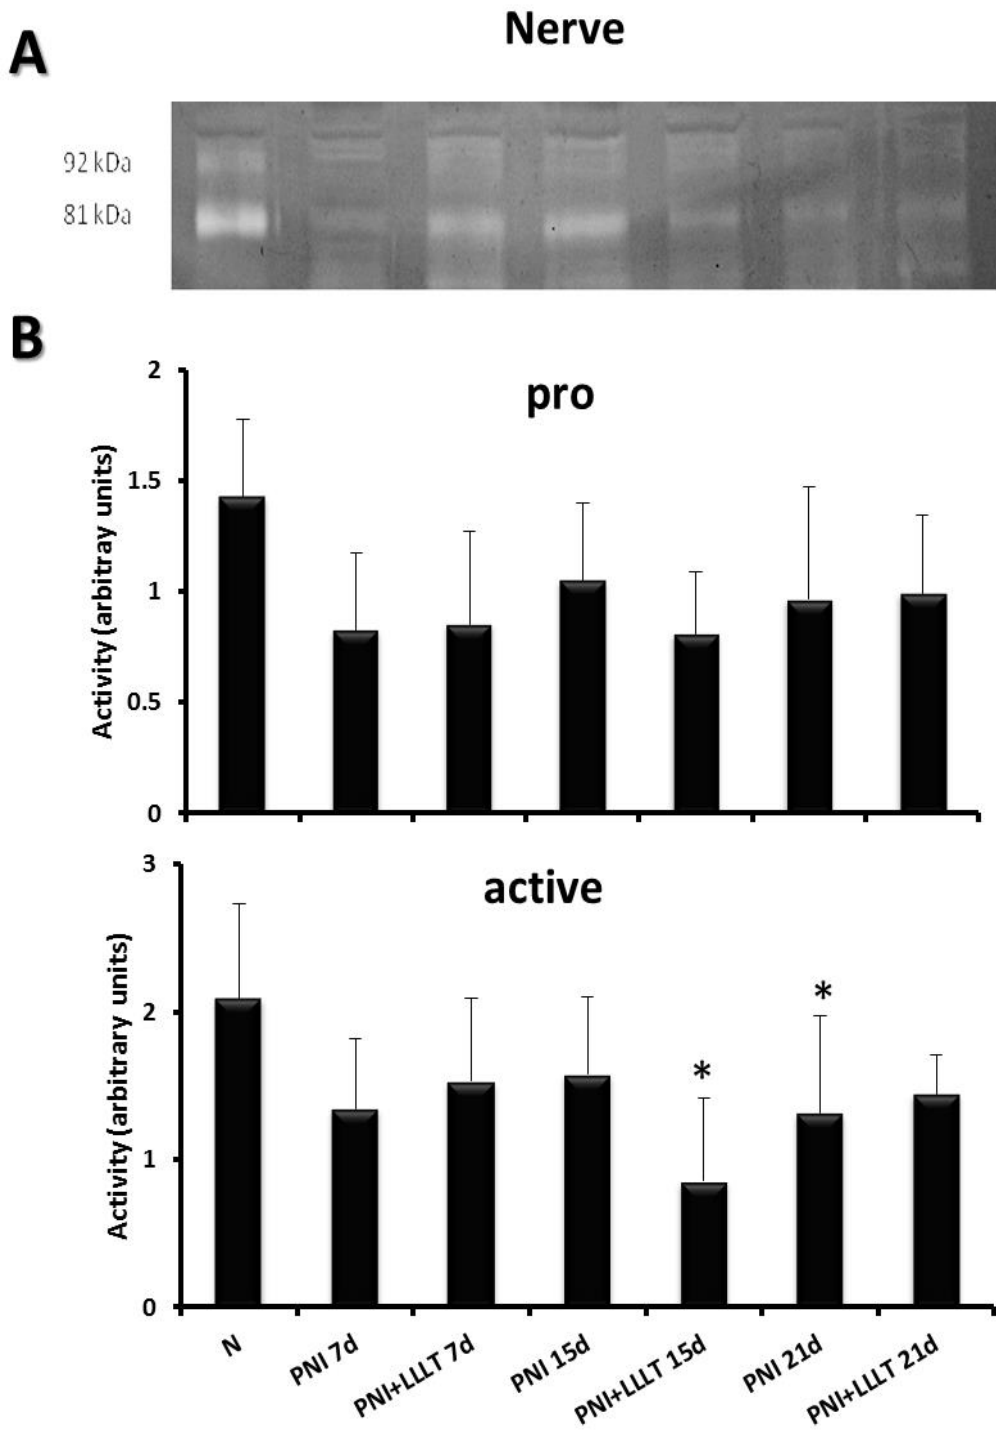 Nerve
A
92 kDa
81 kDa
B
pro
2
1.5
1
0.5
0
Activity (arbitray units)
active
3
2
1
0
Activity (arbitrary units)
*
*
N
PNI 7d
PNI+LLLT 7d
PNI 15d
PNI+LLLT 15d
PNI 21d
PNI+LLLT 21d